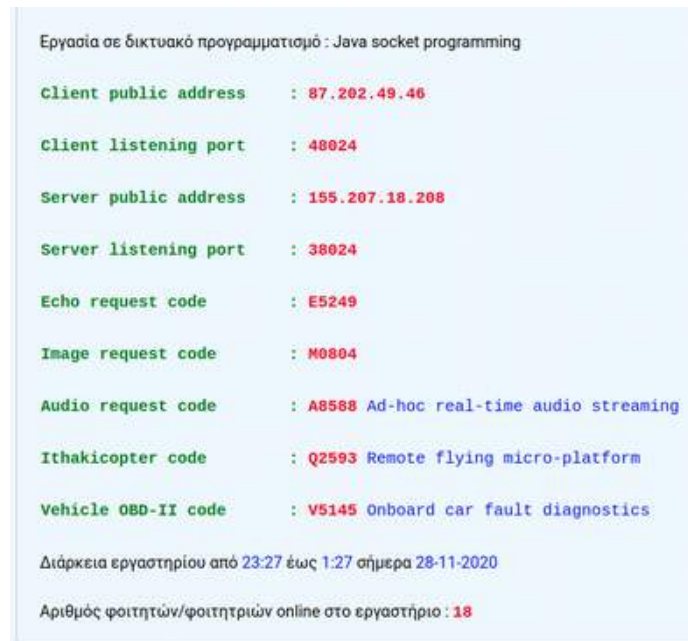 Εργασία σε δικτυακό προγραμματισμό : Java socket programming
Client public address : 87.202.49.46
Client listening port : 48024
Server public address : 155.207.18.208
Server listening port : 38024
Echo request code : E5249
Image request code : M0804
Audio request code : A8588 Ad-hoc real-time audio streaming
Ithakicopter code : Q2593 Remote flying micro-platform
Vehicle OBD-II code : V5145 Onboard car fault diagnostics
Διάρκεια εργαστηρίου από 23:27 έως 1:27 σήμερα 28-11-2020
Αριθμός φοιτητών/φοιτητριών online στο εργαστήριο : 18